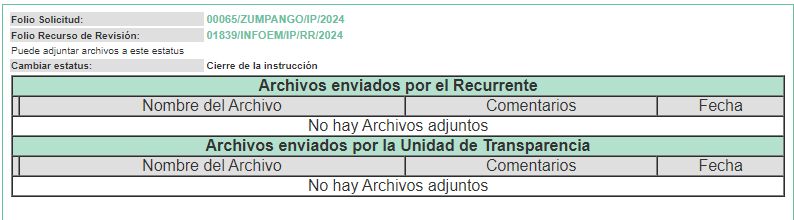 Folio Solicitud: 00065/ZUMPANGO/IP/2024
Folio Recurso de Revisión: 01839/INFOEM/IP/RR/2024
Puede adjuntar archivos a este estatus
Cambiar estatus: Cierre de la instrucción
Archivos enviados por el Recurrente
Nombre del Archivo Comentarios Fecha
No hay Archivos adjuntos
Archivos enviados por la Unidad de Transparencia
Nombre del Archivo Comentarios Fecha
No hay Archivos adjuntos